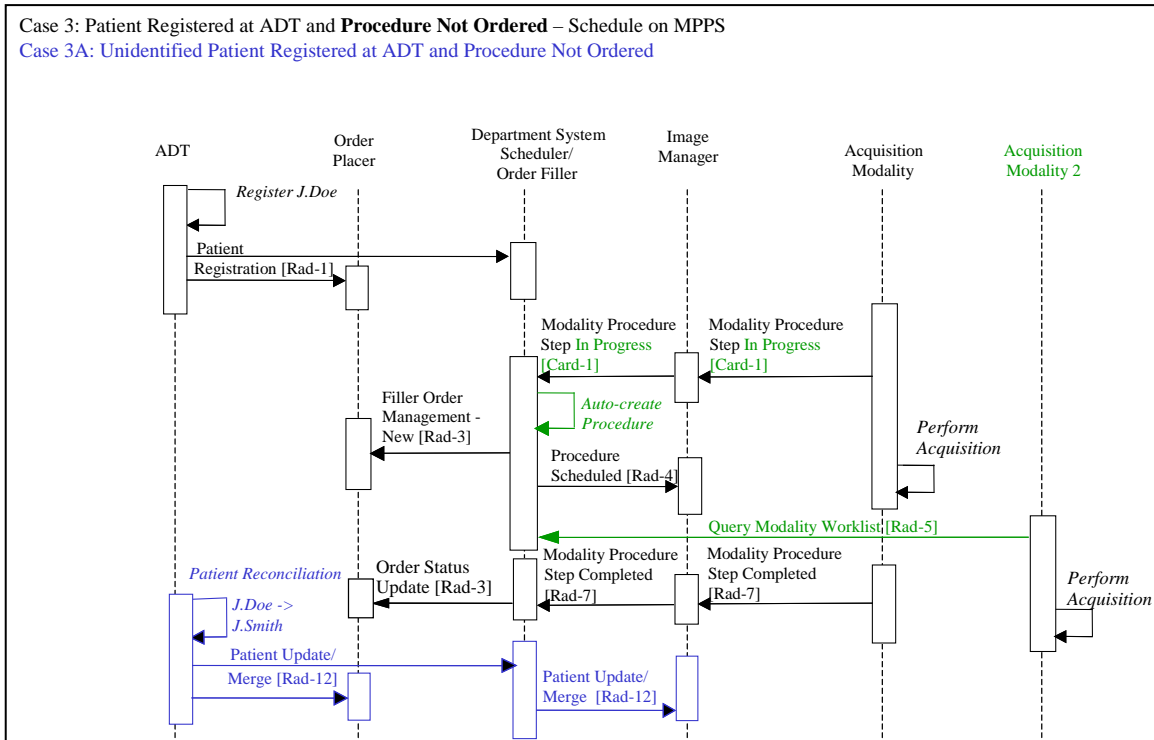 Case 3: Patient Registered at ADT and Procedure Not Ordered – Schedule on MPPS
Case 3A: Unidentified Patient Registered at ADT and Procedure Not Ordered
ADT
Order
Placer
Department System
Scheduler/
Order Filler
Image
Manager
Acquisition
Modality
Acquisition
Modality 2
Register J.Doe
Patient
Registration [Rad-1]
Modality Procedure
Step In Progress
[Card-1]
Modality Procedure
Step In Progress
[Card-1]
Auto-create
Procedure
Filler Order
Management -
New [Rad-3]
Procedure
Scheduled [Rad-4]
Perform
Acquisition
Query Modality Worklist [Rad-5]
Modality Procedure
Step Completed
[Rad-7]
Modality Procedure
Step Completed
[Rad-7]
Order Status
Update [Rad-3]
Perform
Acquisition
Patient Reconciliation
J.Doe ->
J.Smith
Patient Update/
Merge [Rad-12]
Patient Update/
Merge [Rad-12]